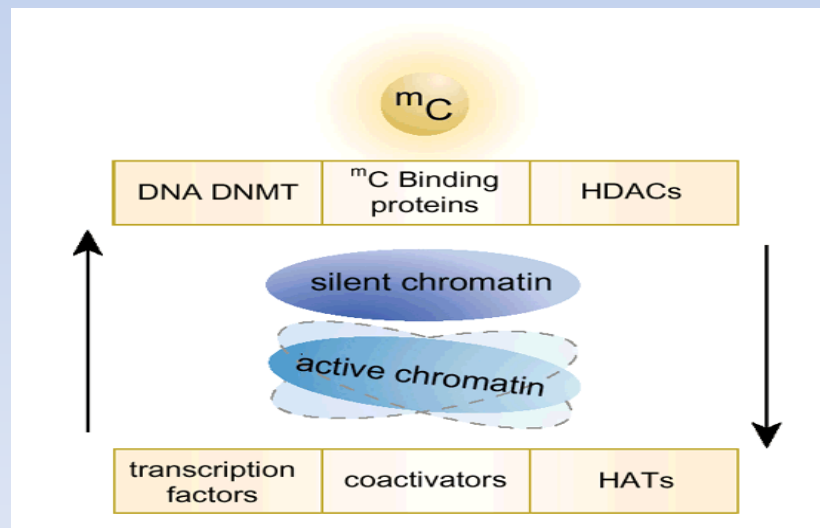 mC
DNA DNMT
mC Binding
proteins
HDACs
silent chromatin
active chromatin
transcription
factors
coactivators
HATs